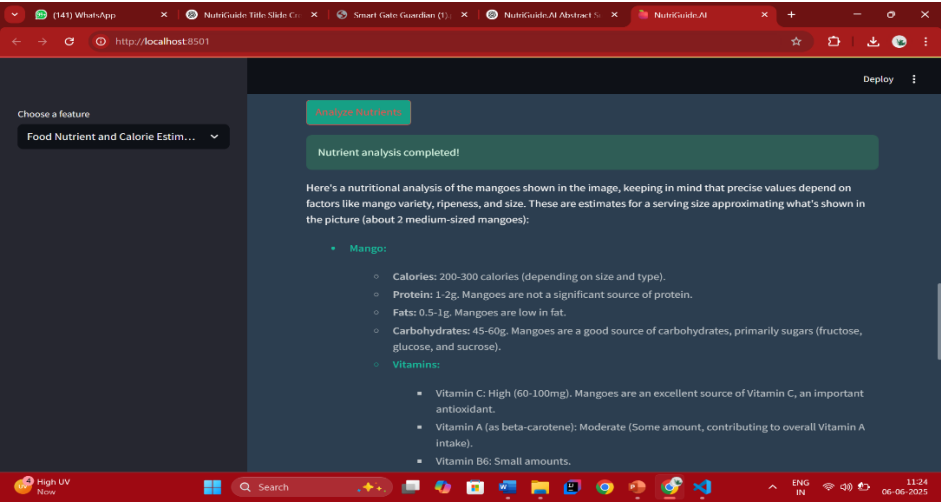 (141) WhatsApp
NutriGuide Title Slide Cr
Smart Gate Guardian (1).
NutriGuide.AI Abstract S
NutriGuide.AI
http://localhost:8501
Deploy
Choose a feature
Food Nutrient and Calorie Estim...
Analyze Nutrients
Nutrient analysis completed!
Here's a nutritional analysis of the mangoes shown in the image, keeping in mind that precise values depend on
factors like mango variety, ripeness, and size. These are estimates for a serving size approximating what's shown in
the picture (about 2 medium-sized mangoes):
Mango:
Calories: 200-300 calories (depending on size and type).
Protein: 1-2g. Mangoes are not a significant source of protein.
Fats: 0.5-1g. Mangoes are low in fat.
Carbohydrates: 45-60g. Mangoes are a good source of carbohydrates, primarily sugars (fructose,
glucose, and sucrose).
Vitamins:
Vitamin C: High (60-100mg). Mangoes are an excellent source of Vitamin C, an important
antioxidant.
Vitamin A (as beta-carotene): Moderate (Some amount, contributing to overall Vitamin A
intake).
Vitamin B6: Small amounts.
High UV
Now
Search
ENG
IN
11:24
06-06-2025